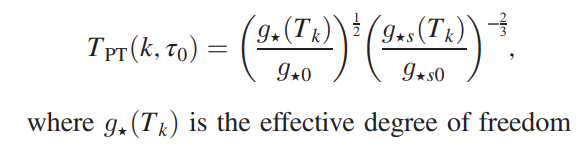 T_PT(k, τ_0) = (g_⋆(T_k) / g_⋆0)^{1/2} (g_⋆s(T_k) / g_⋆s0)^{-2/3},
where g_⋆(T_k) is the effective degree of freedom